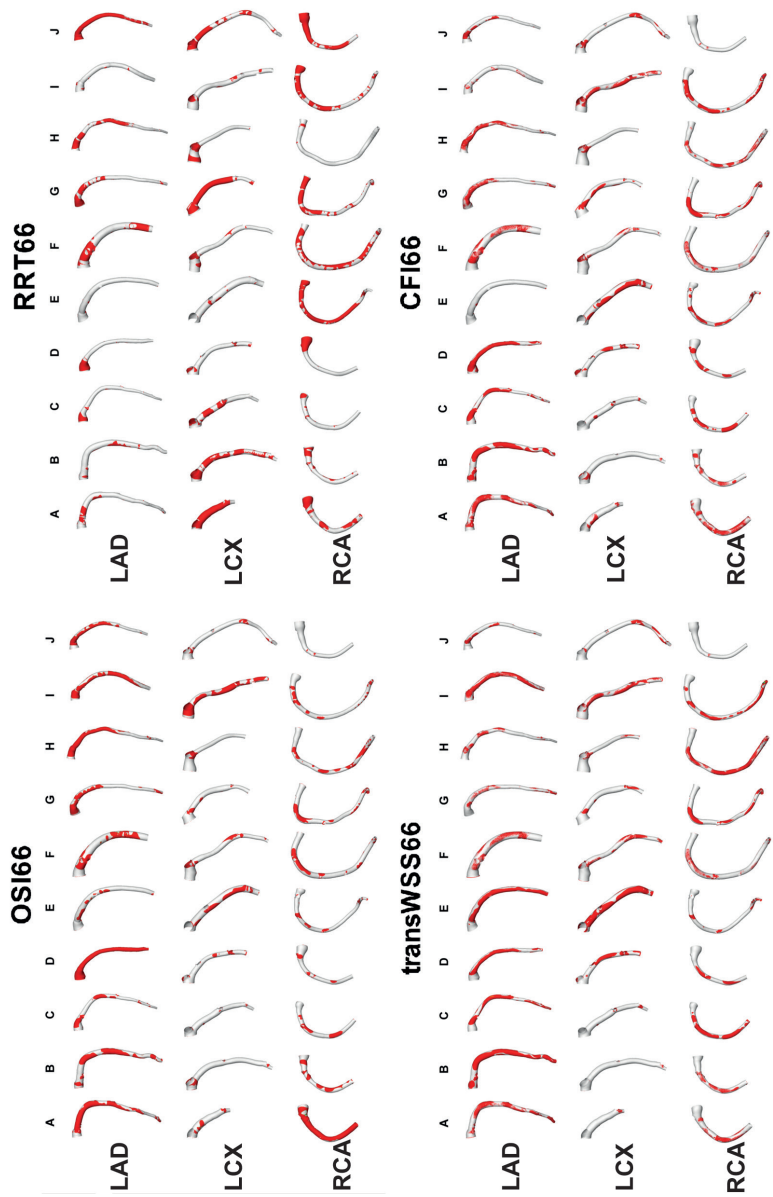 OSI66
A B C D E F G H I J
LAD
LCX
RCA
RRT66
A B C D E F G H I J
LAD
LCX
RCA
transWSS66
LAD
LCX
RCA
CFI66
A B C D E F G H I J
LAD
LCX
RCA